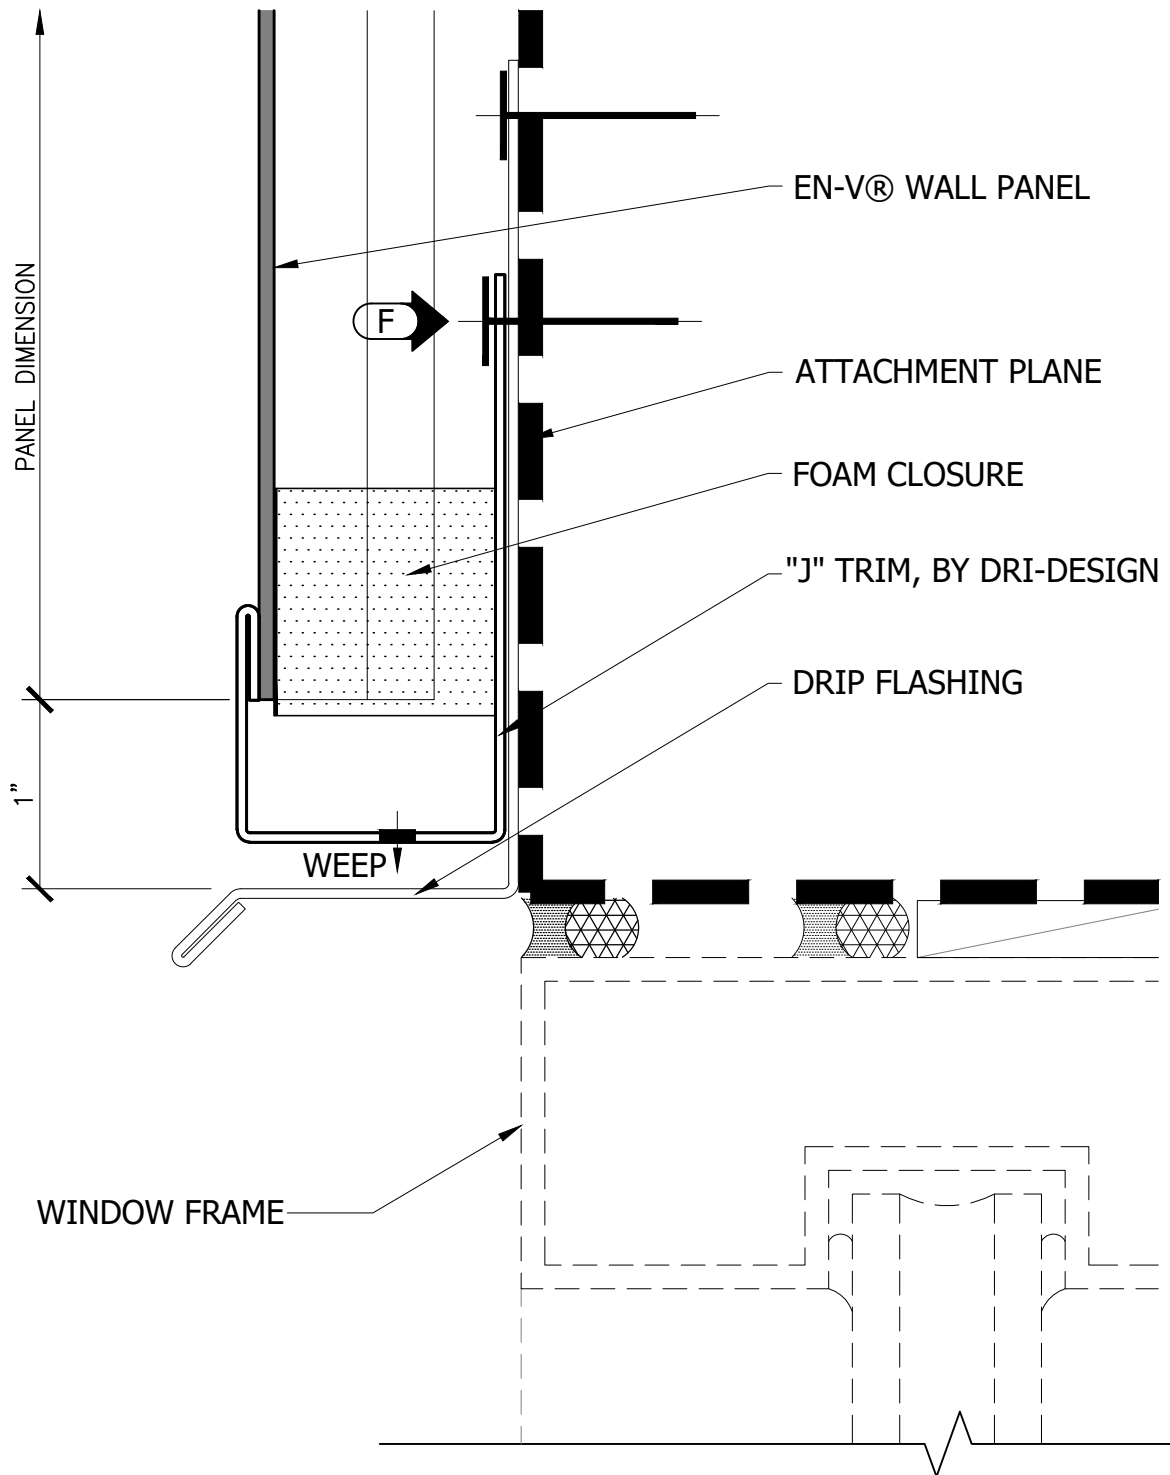 EN-V® WALL PANEL
PANEL DIMENSION
F
ATTACHMENT PLANE
FOAM CLOSURE
"J" TRIM, BY DRI-DESIGN
DRIP FLASHING
1"
WEEP
WINDOW FRAME